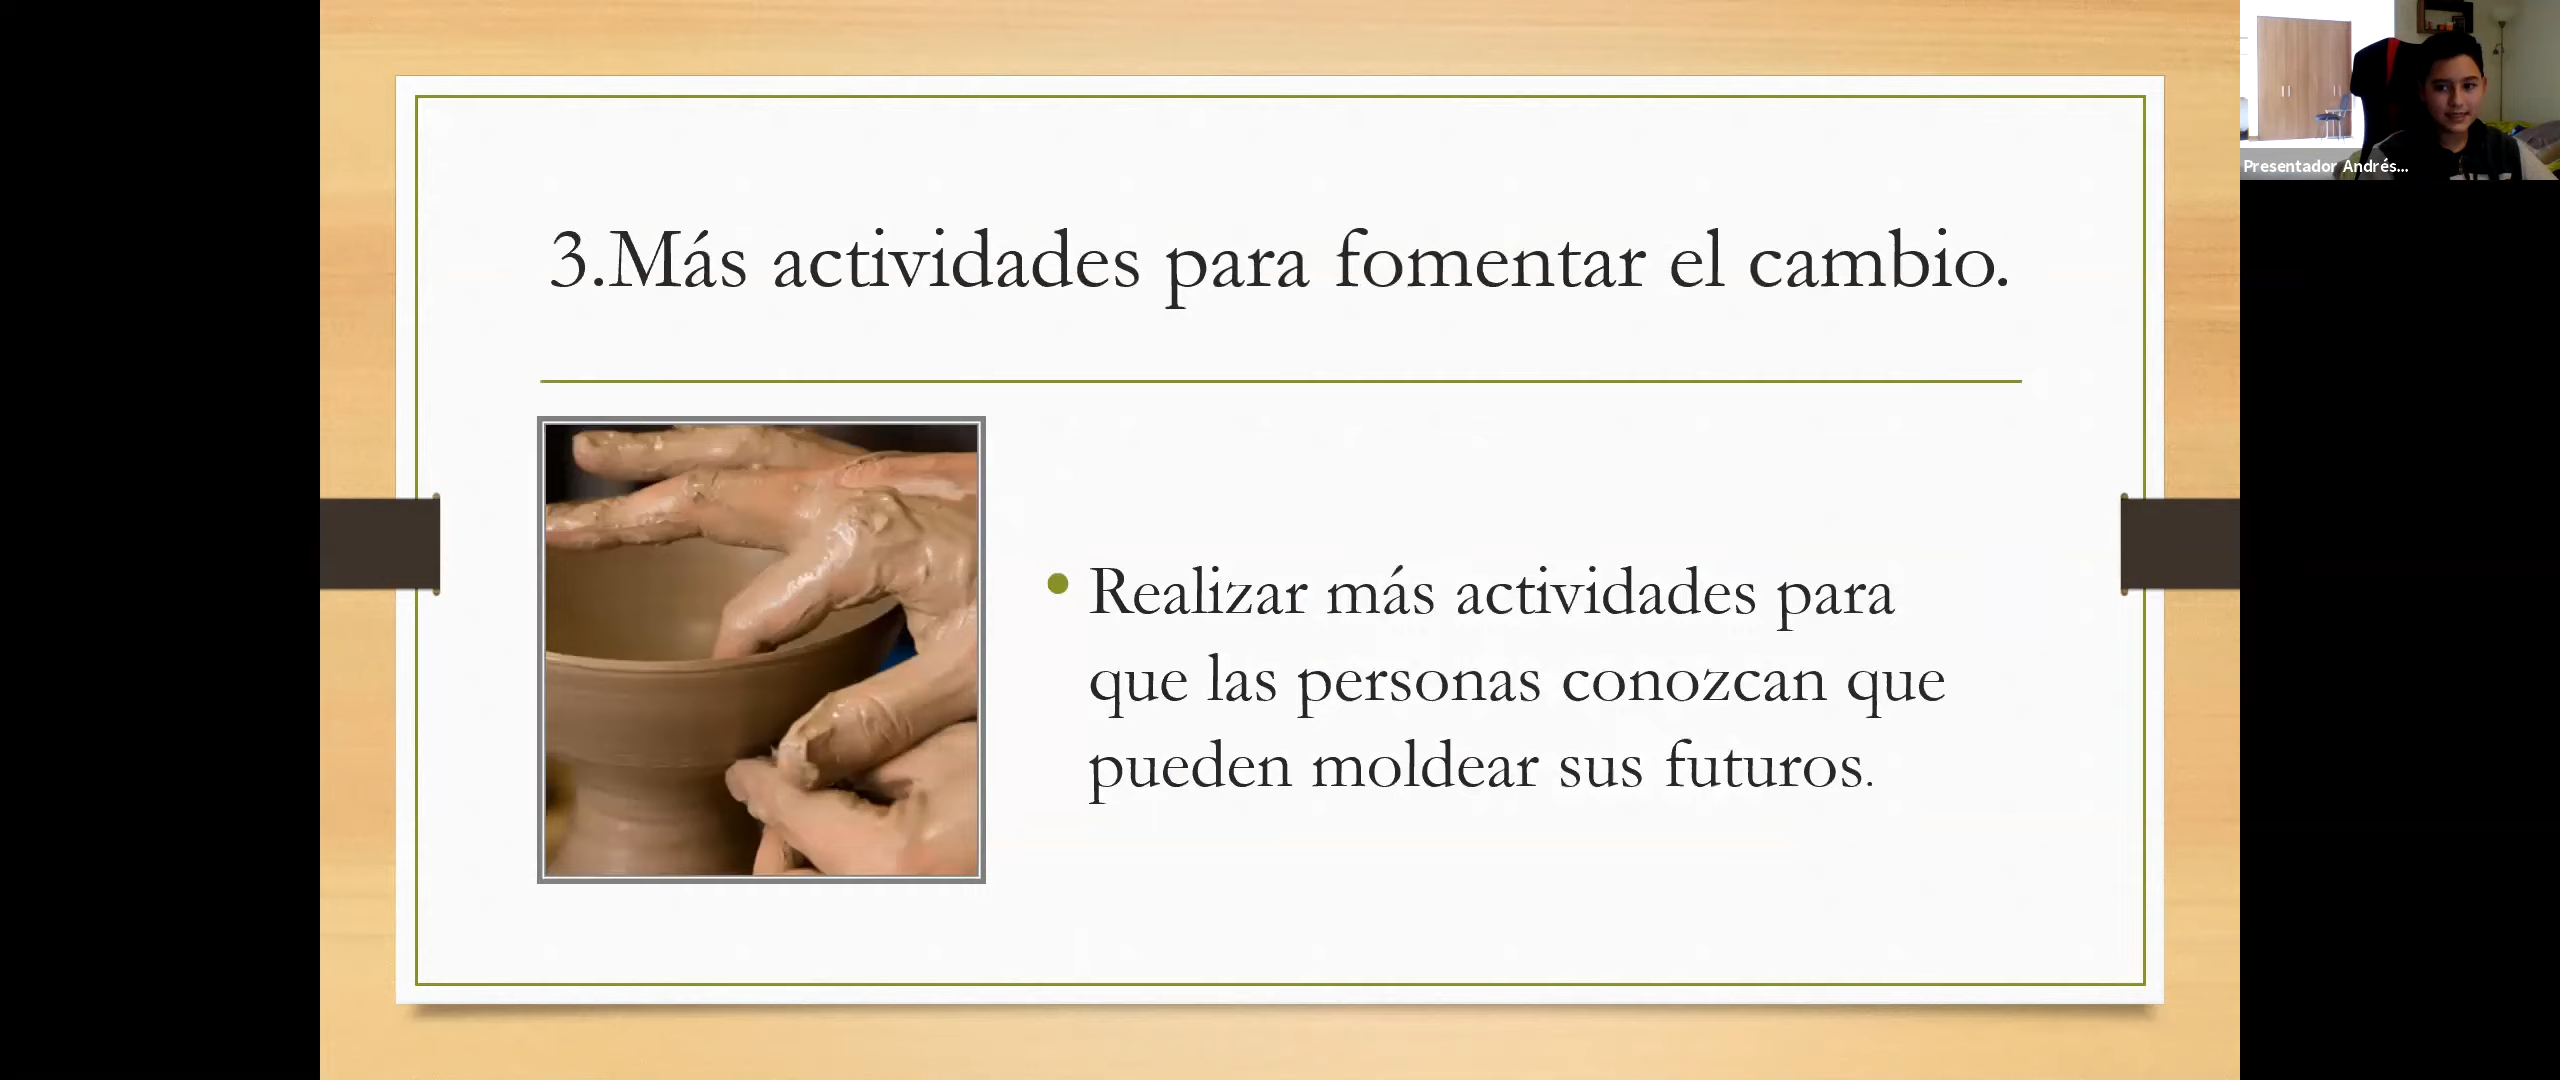 3.Más actividades para fomentar el cambio.
Realizar más actividades para
que las personas conozcan que
pueden moldear sus futuros.
Presentador Andrés...